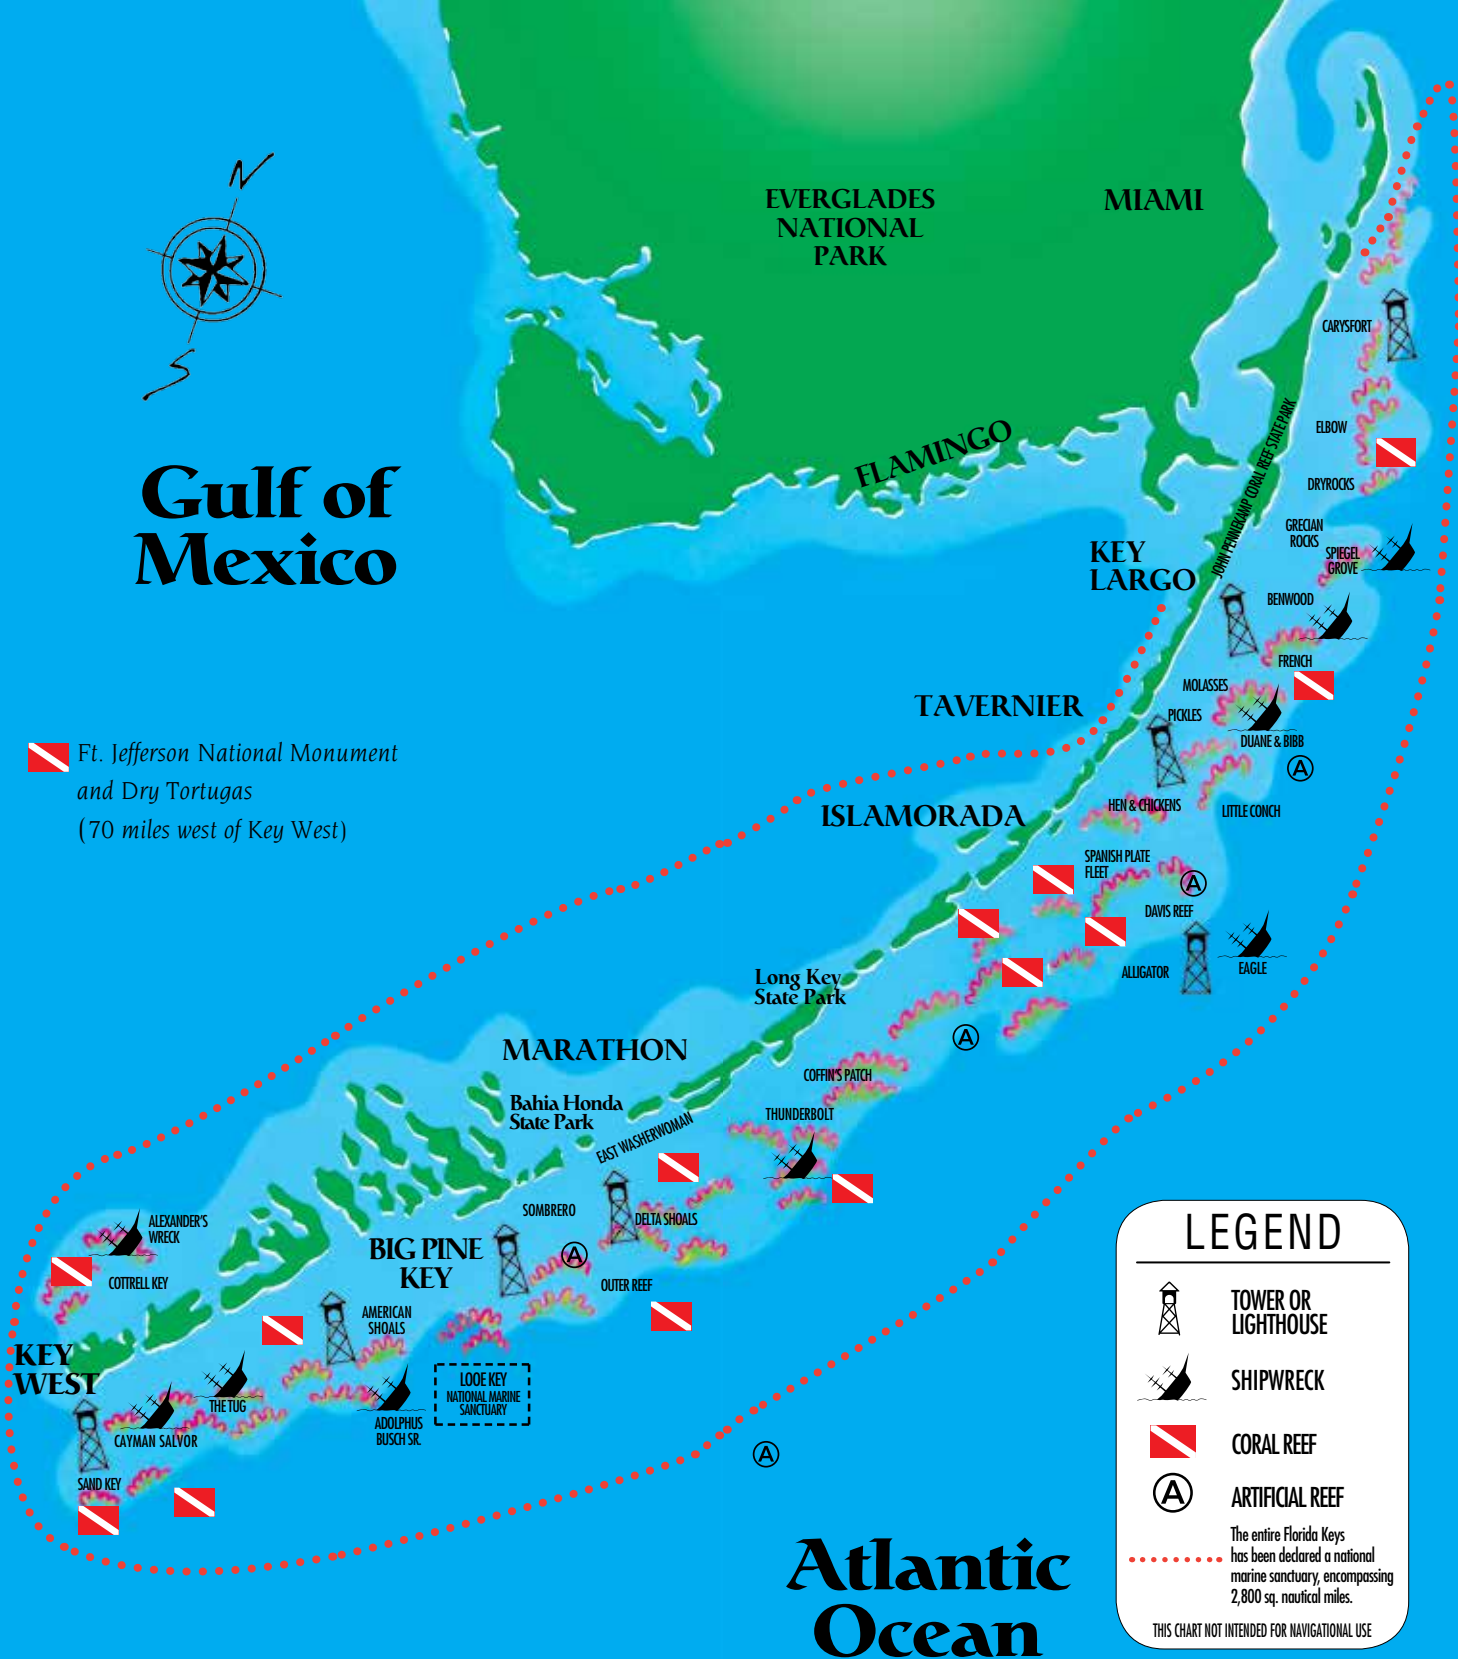 N
S
EVERGLADES
NATIONAL
PARK
MIAMI
CARYSFORT
FLAMINGO
JOHN PENNEKAMP CORAL REEF STATE PARK
ELBOW
DRYROCKS
Gulf of
Mexico
GRECIAN
ROCKS
SPIEGEL
GROVE
KEY
LARGO
BENWOOD
FRENCH
MOLASSES
TAVERNIER
PICKLES
DUANE & BIBB
A
Ft. Jefferson National Monument
and Dry Tortugas
(70 miles west of Key West)
HEN & CHICKENS
LITTLE CONCH
ISLAMORADA
SPANISH PLATE
FLEET
A
DAVIS REEF
ALLIGATOR
EAGLE
Long Key
State Park
A
MARATHON
COFFIN'S PATCH
Bahia Honda
State Park
THUNDERBOLT
EAST WASHERWOMAN
SOMBRERO
DELTA SHOALS
ALEXANDER'S
WRECK
COTTRELL KEY
BIG PINE
KEY
A
OUTER REEF
AMERICAN
SHOALS
KEY
WEST
THE TUG
LOOE KEY
NATIONAL MARINE
SANCTUARY
ADOLPHUS
BUSCH SR.
CAYMAN SALVOR
A
SAND KEY
Atlantic
Ocean
LEGEND
TOWER OR
LIGHTHOUSE
SHIPWRECK
CORAL REEF
A
ARTIFICIAL REEF
The entire Florida Keys
has been declared a national
marine sanctuary, encompassing
2,800 sq. nautical miles.
THIS CHART NOT INTENDED FOR NAVIGATIONAL USE